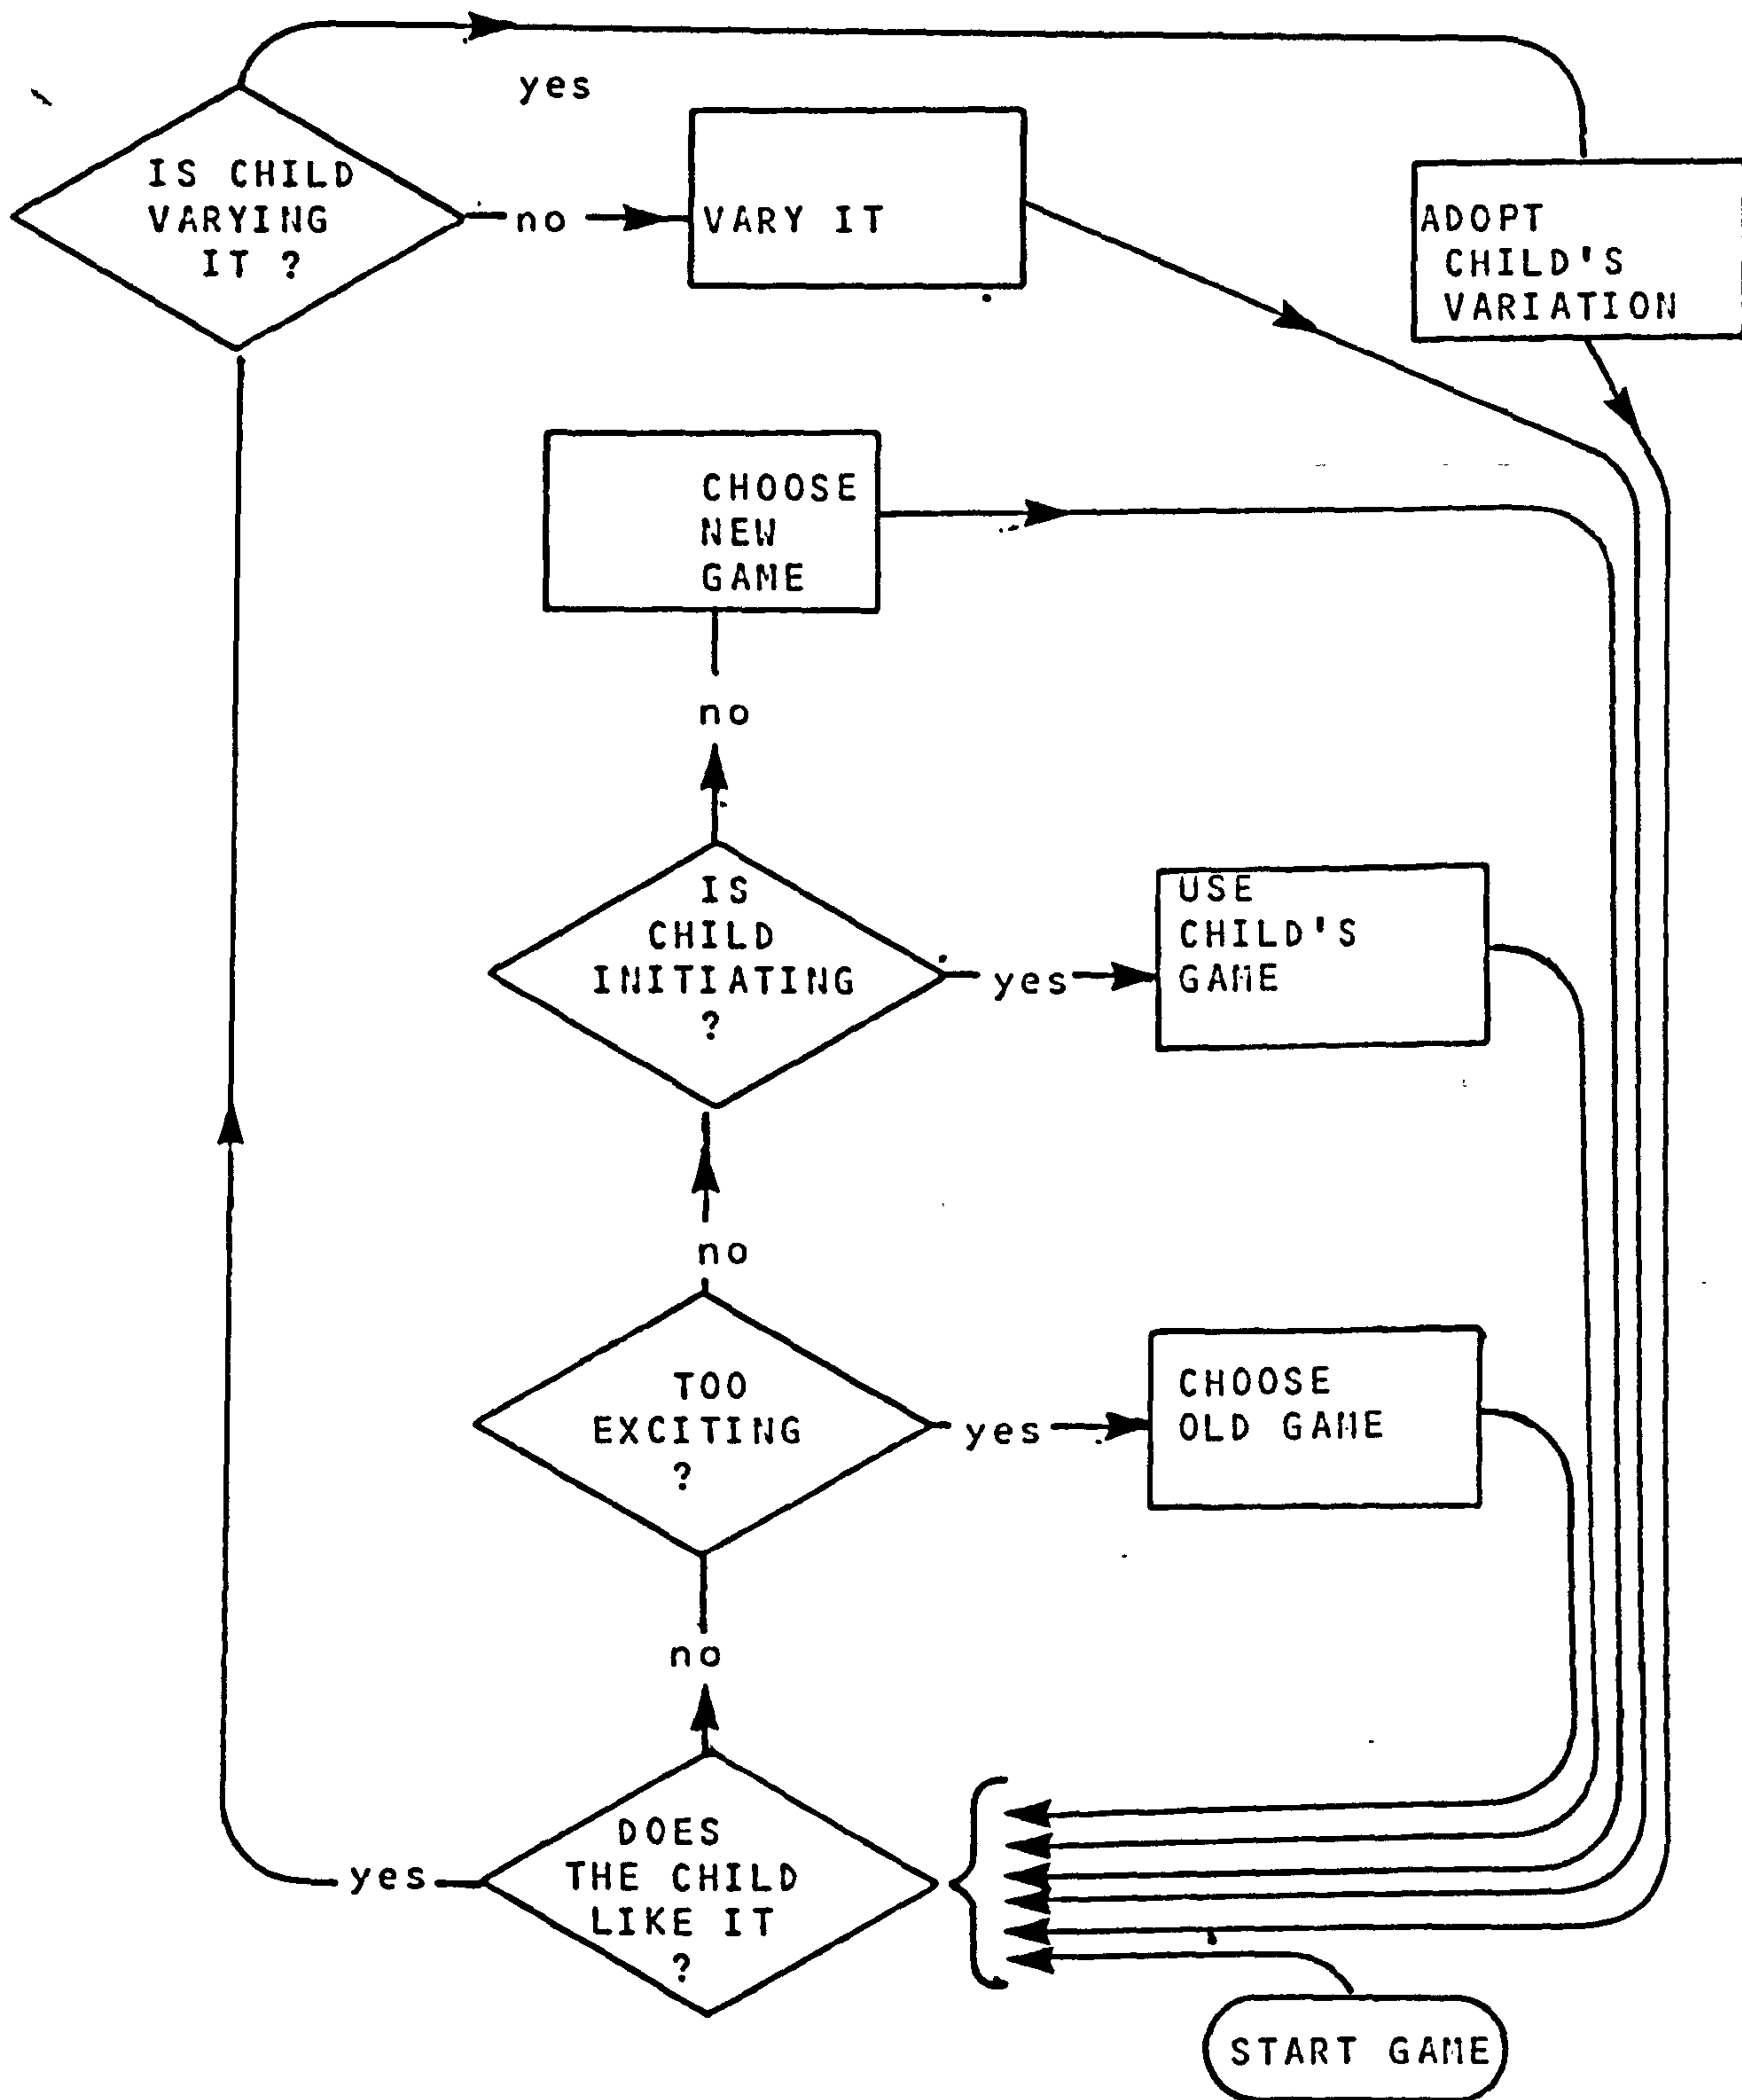 yes
IS CHILD
VARYING
IT ?
no
VARY IT
ADOPT
CHILD'S
VARIATION
CHOOSE
NEW
GAME
no
IS
CHILD
INITIATING
?
yes
USE
CHILD'S
GAME
no
TOO
EXCITING
?
yes
CHOOSE
OLD GAME
no
DOES
THE CHILD
LIKE IT
?
yes
START GAME